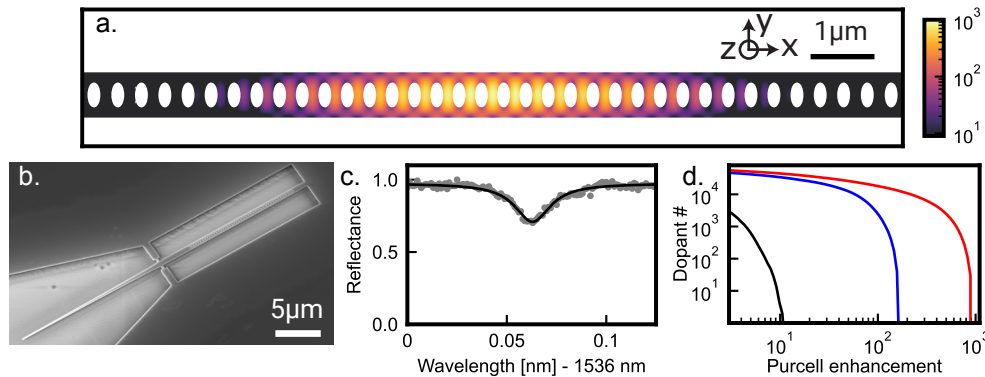 a.
y
z
x
1μm
10³
10²
10¹
b.
5μm
c.
Reflectance
1.0
0.5
0.0
0
0.05
0.1
Wavelength [nm] - 1536 nm
d.
Dopant #
10⁴
10³
10²
10¹
10¹
10²
10³
Purcell enhancement